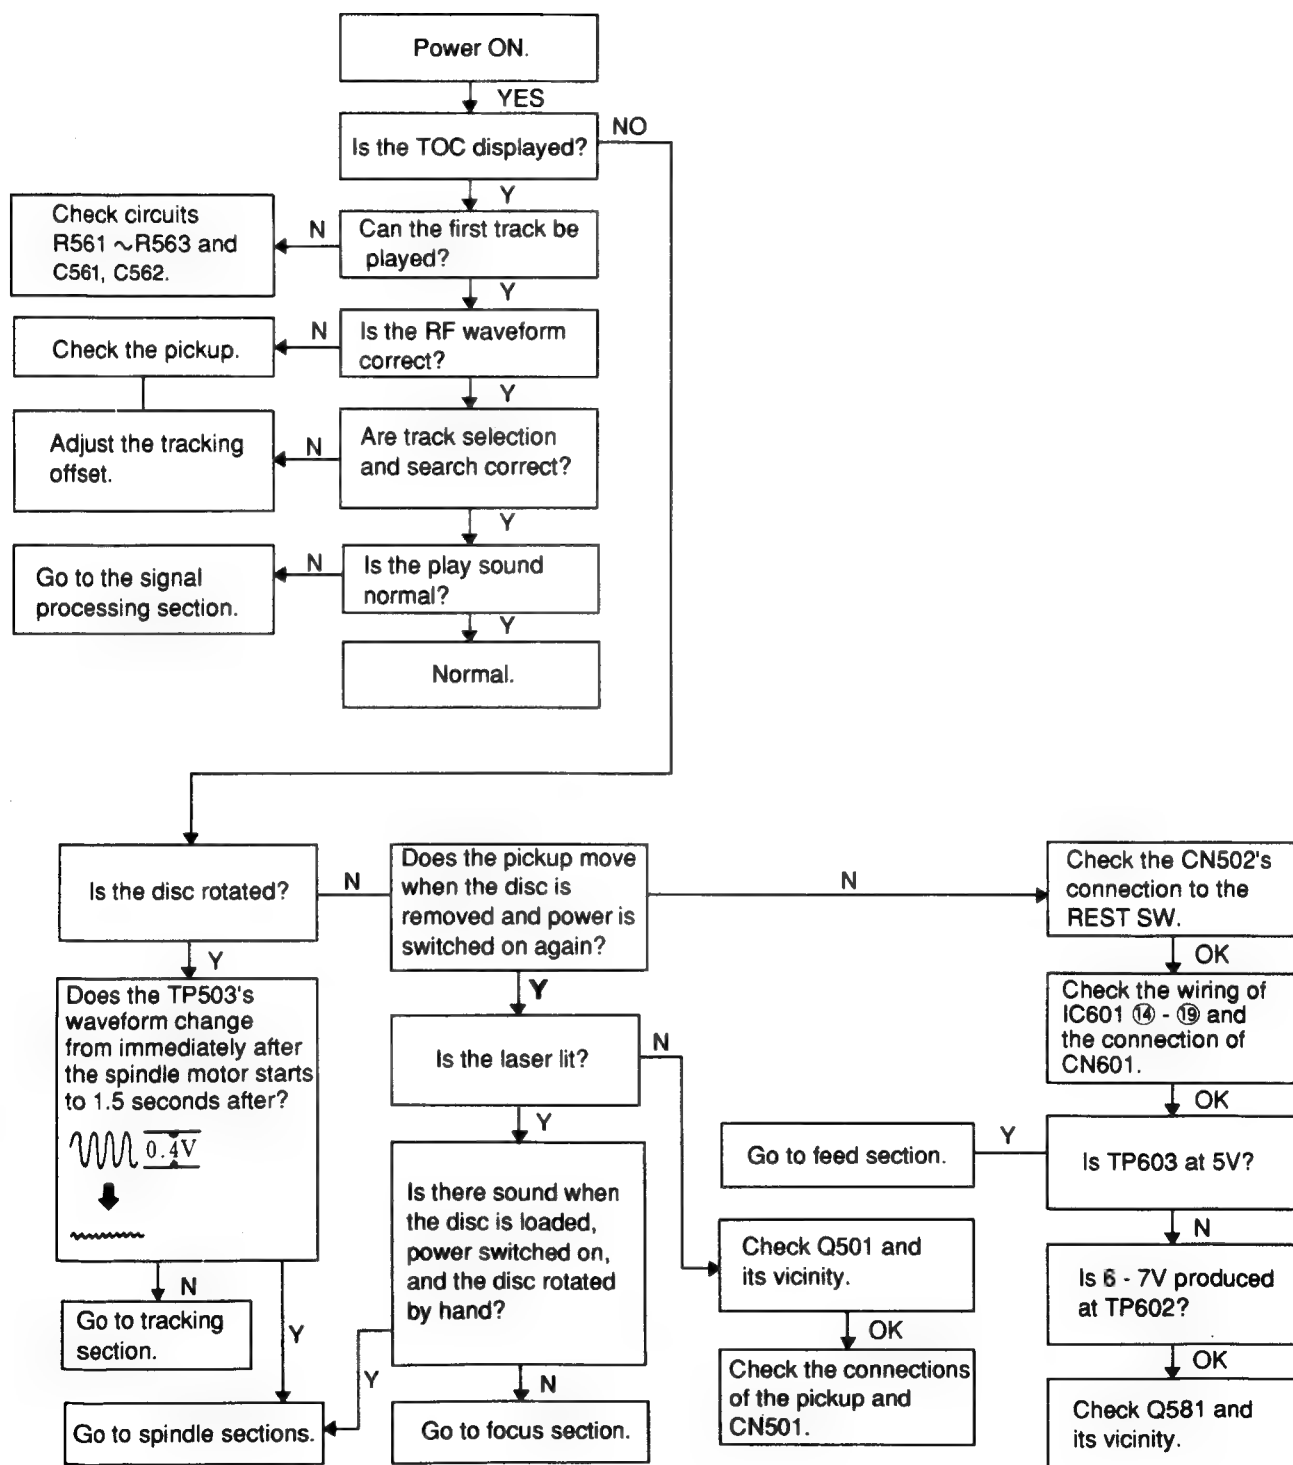 Power ON.
YES
Is the TOC displayed?
NO
Y
Check circuits
R561 ~R563 and
C561, C562.
N
Can the first track be
played?
Y
Check the pickup.
N
Is the RF waveform
correct?
Y
Adjust the tracking
offset.
N
Are track selection
and search correct?
Y
Go to the signal
processing section.
N
Is the play sound
normal?
Y
Normal.
Is the disc rotated?
N
Does the pickup move
when the disc is
removed and power is
switched on again?
N
Check the CN502's
connection to the
REST SW.
Y
Y
OK
Does the TP503's
waveform change
from immediately after
the spindle motor starts
to 1.5 seconds after?
0.4V
Is the laser lit?
N
Check the wiring of
IC601 ⑭ - ⑲ and
the connection of
CN601.
Y
OK
Go to feed section.
Y
Is TP603 at 5V?
Is there sound when
the disc is loaded,
power switched on,
and the disc rotated
by hand?
Check Q501 and
its vicinity.
N
Is 6 - 7V produced
at TP602?
N
Go to tracking
section.
Y
Y
N
OK
OK
Go to spindle sections.
Go to focus section.
Check the connections
of the pickup and
CN501.
Check Q581 and
its vicinity.